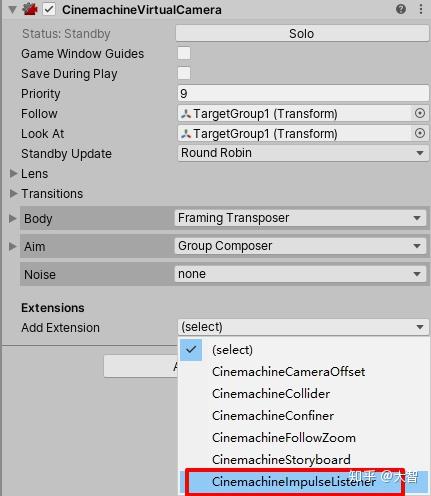 CinemachineVirtualCamera
Status: Standby Solo
Game Window Guides
Save During Play
Priority 9
Follow TargetGroup1 (Transform)
Look At TargetGroup1 (Transform)
Standby Update Round Robin
Lens
Transitions
Body Framing Transposer
Aim Group Composer
Noise none
Extensions
Add Extension (select)
(select)
A
CinemachineCameraOffset
CinemachineCollider
CinemachineConfiner
CinemachineFollowZoom
CinemachineStoryboard
CinemachineImpulseListener
知乎 @大智